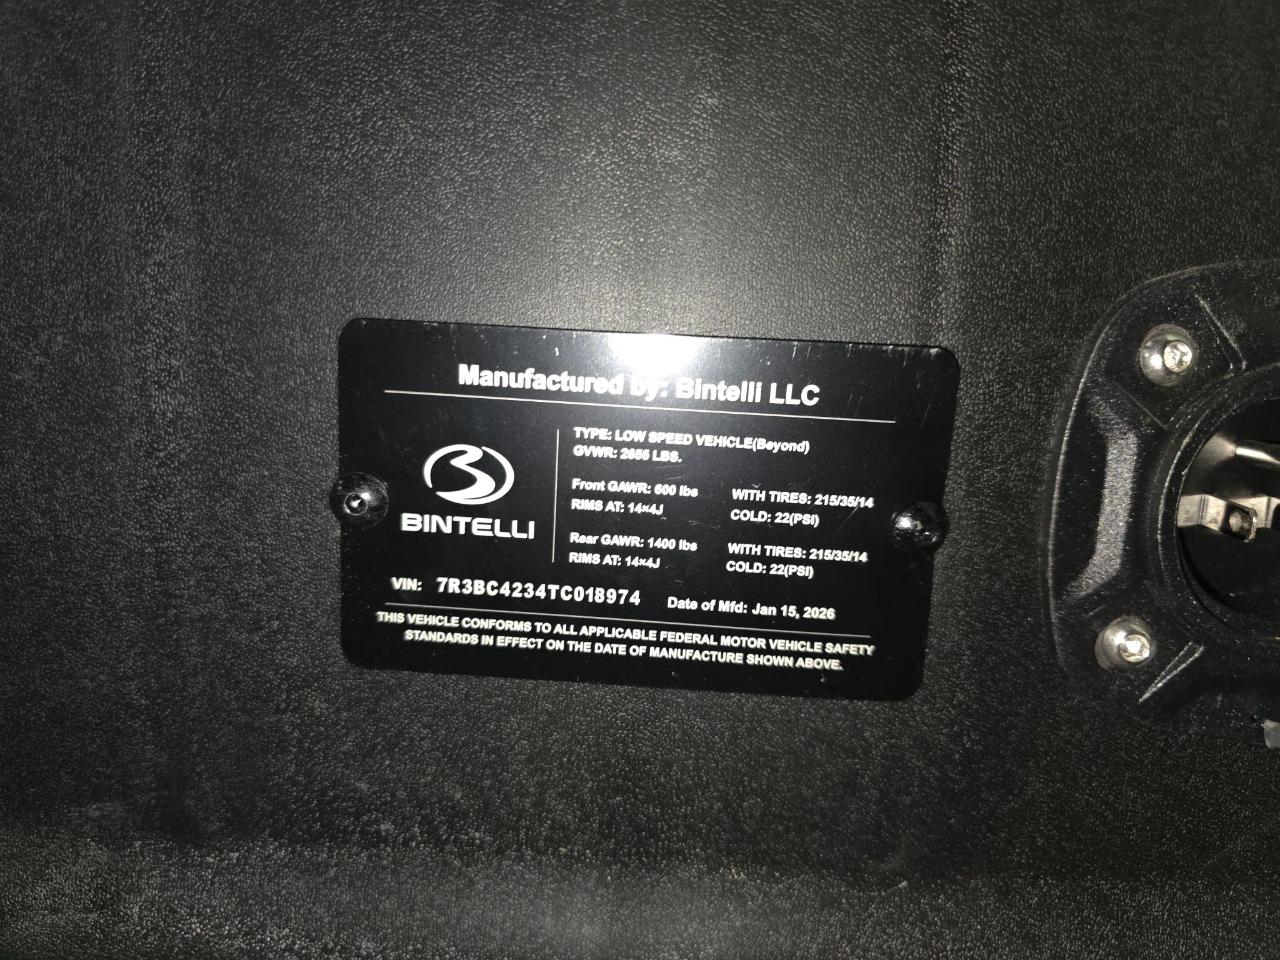 Manufactured by: Bintelli LLC
TYPE: LOW SPEED VEHICLE(Beyond)
GVWR: 2655 LBS.
Front GAWR: 600 lbs WITH TIRES: 215/35/14
RIMS AT: 14×4J COLD: 22(PSI)
Rear GAWR: 1400 lbs WITH TIRES: 215/35/14
RIMS AT: 14×4J COLD: 22(PSI)
BINTELLI
VIN: 7R3BC4234TC018974 Date of Mfd: Jan 15, 2026
THIS VEHICLE CONFORMS TO ALL APPLICABLE FEDERAL MOTOR VEHICLE SAFETY
STANDARDS IN EFFECT ON THE DATE OF MANUFACTURE SHOWN ABOVE.